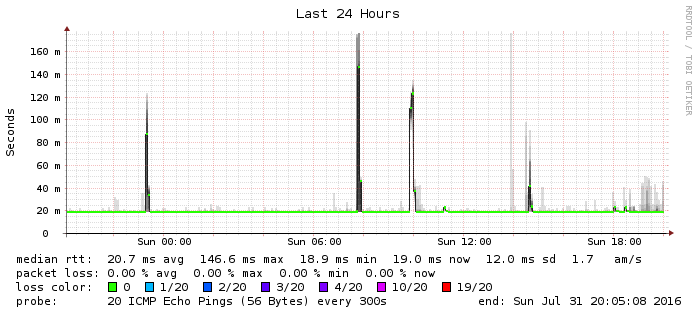 Last 24 Hours
RRDTOOL / TOBI OETIKER
Seconds
160 m
140 m
120 m
100 m
80 m
60 m
40 m
20 m
0
Sun 00:00 Sun 06:00 Sun 12:00 Sun 18:00
median rtt: 20.7 ms avg 146.6 ms max 18.9 ms min 19.0 ms now 12.0 ms sd 1.7 am/s
packet loss: 0.00 % avg 0.00 % max 0.00 % min 0.00 % now
loss color: 0 1/20 2/20 3/20 4/20 10/20 19/20
probe: 20 ICMP Echo Pings (56 Bytes) every 300s end: Sun Jul 31 20:05:08 2016